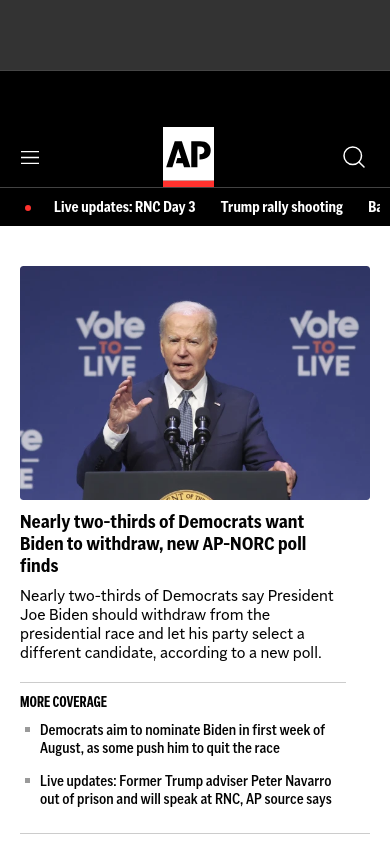 AP
Live updates: RNC Day 3 Trump rally shooting Ba
Vote
TO
LIVE
Vote
TO
LIVE
Nearly two-thirds of Democrats want
Biden to withdraw, new AP-NORC poll
finds
Nearly two-thirds of Democrats say President
Joe Biden should withdraw from the
presidential race and let his party select a
different candidate, according to a new poll.
MORE COVERAGE
Democrats aim to nominate Biden in first week of
August, as some push him to quit the race
Live updates: Former Trump adviser Peter Navarro
out of prison and will speak at RNC, AP source says